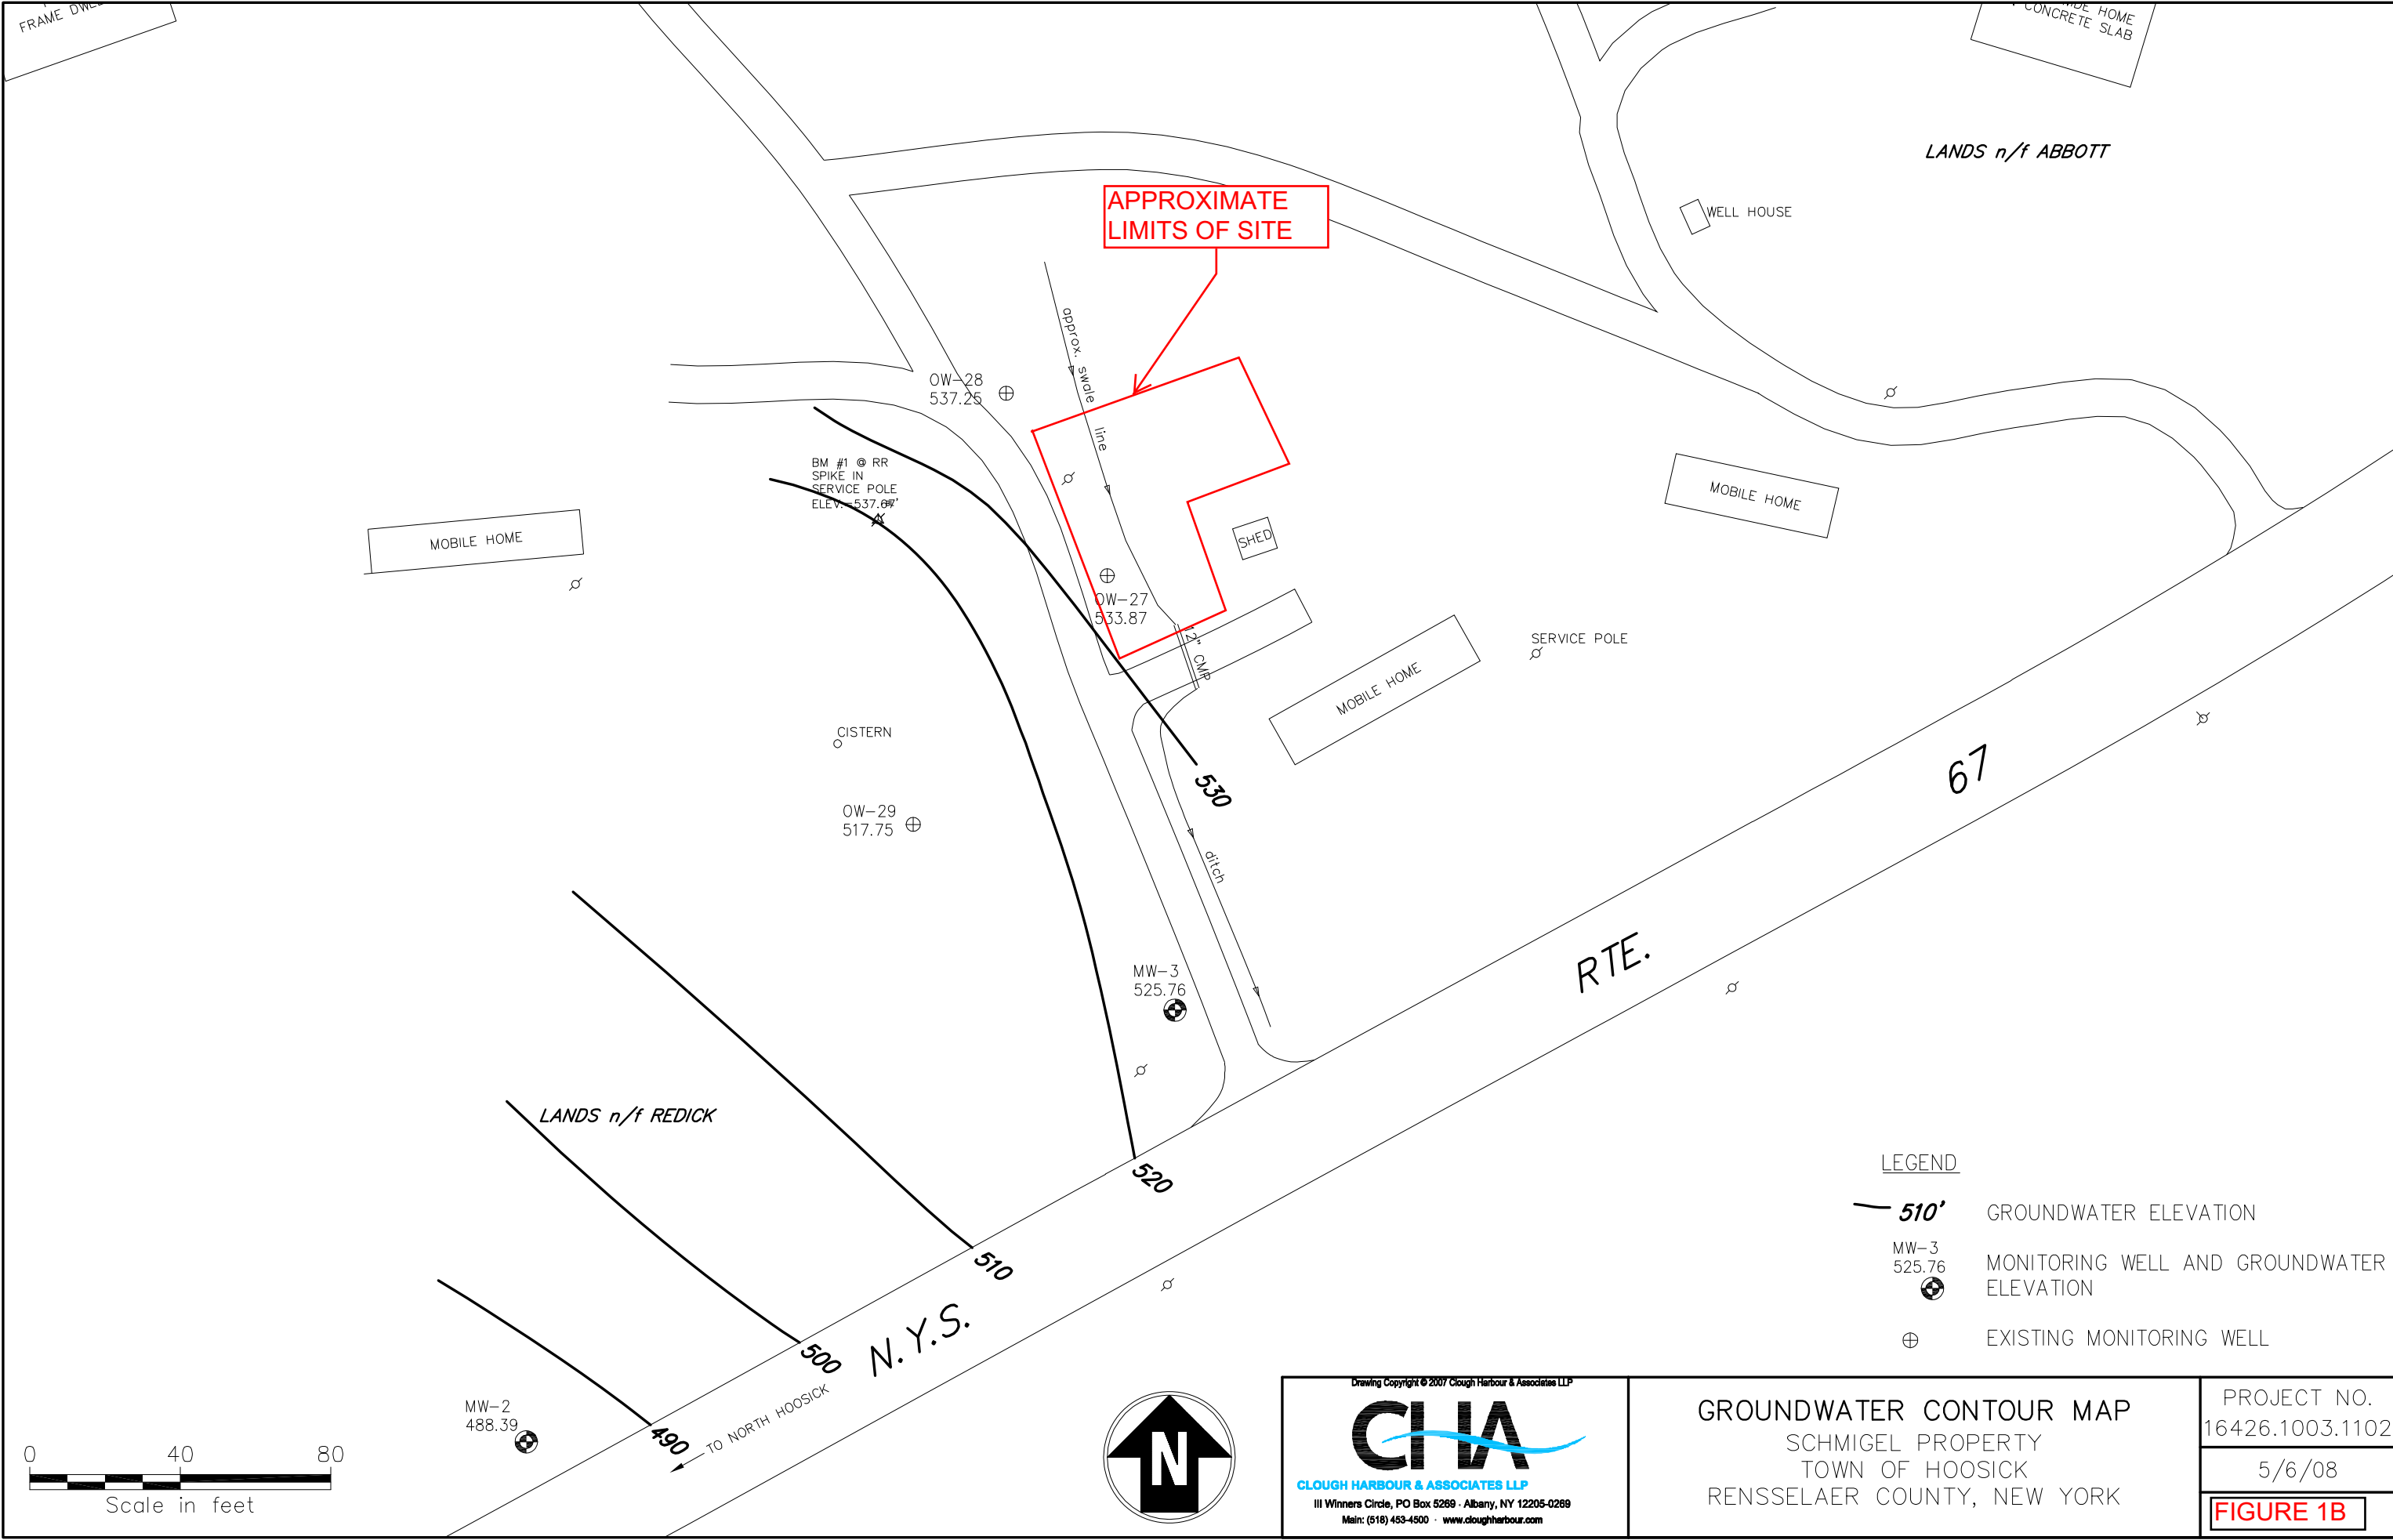 FRAME
HOME
CONCRETE SLAB
LANDS n/f ABBOTT
APPROXIMATE
LIMITS OF SITE
WELL HOUSE
approx. swale line
OW-28
537.25
BM #1 @ RR
SPIKE IN
SERVICE POLE
MOBILE HOME
MOBILE HOME
SHED
OW-27
533.87
12" CMP
MOBILE HOME
SERVICE POLE
CISTERN
OW-29
517.75
530
ditch
MW-3
525.76
N.Y.S. RTE. 67
LANDS n/f REDICK
520
510
500
490
TO NORTH HOOSICK
MW-2
488.39
0 40 80
Scale in feet
N
LEGEND
510' GROUNDWATER ELEVATION
MW-3
525.76
MONITORING WELL AND GROUNDWATER
ELEVATION
EXISTING MONITORING WELL
Drawing Copyright © 2007 Clough Harbour & Associates LLP
CHA
CLOUGH HARBOUR & ASSOCIATES LLP
III Winners Circle, PO Box 5269 · Albany, NY 12205-0269
Main: (518) 453-4500 · www.cloughharbour.com
GROUNDWATER CONTOUR MAP
SCHMIGEL PROPERTY
TOWN OF HOOSICK
RENSSELAER COUNTY, NEW YORK
PROJECT NO.
16426.1003.1102
5/6/08
FIGURE 1B